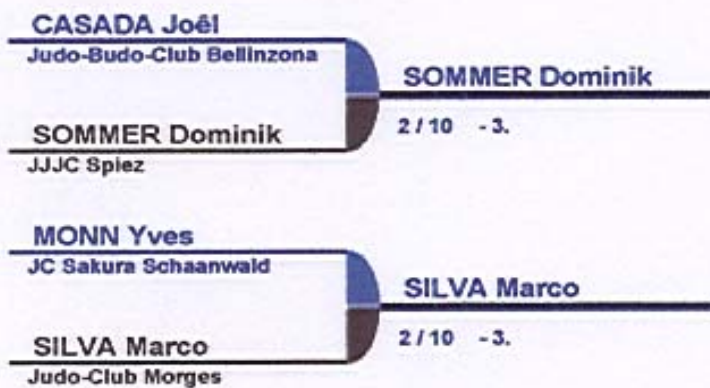 CASADA Joël
Judo-Budo-Club Bellinzona
SOMMER Dominik
2 / 10 - 3.
SOMMER Dominik
JJJC Spiez
MONN Yves
JC Sakura Schaanwald
SILVA Marco
2 / 10 - 3.
SILVA Marco
Judo-Club Morges